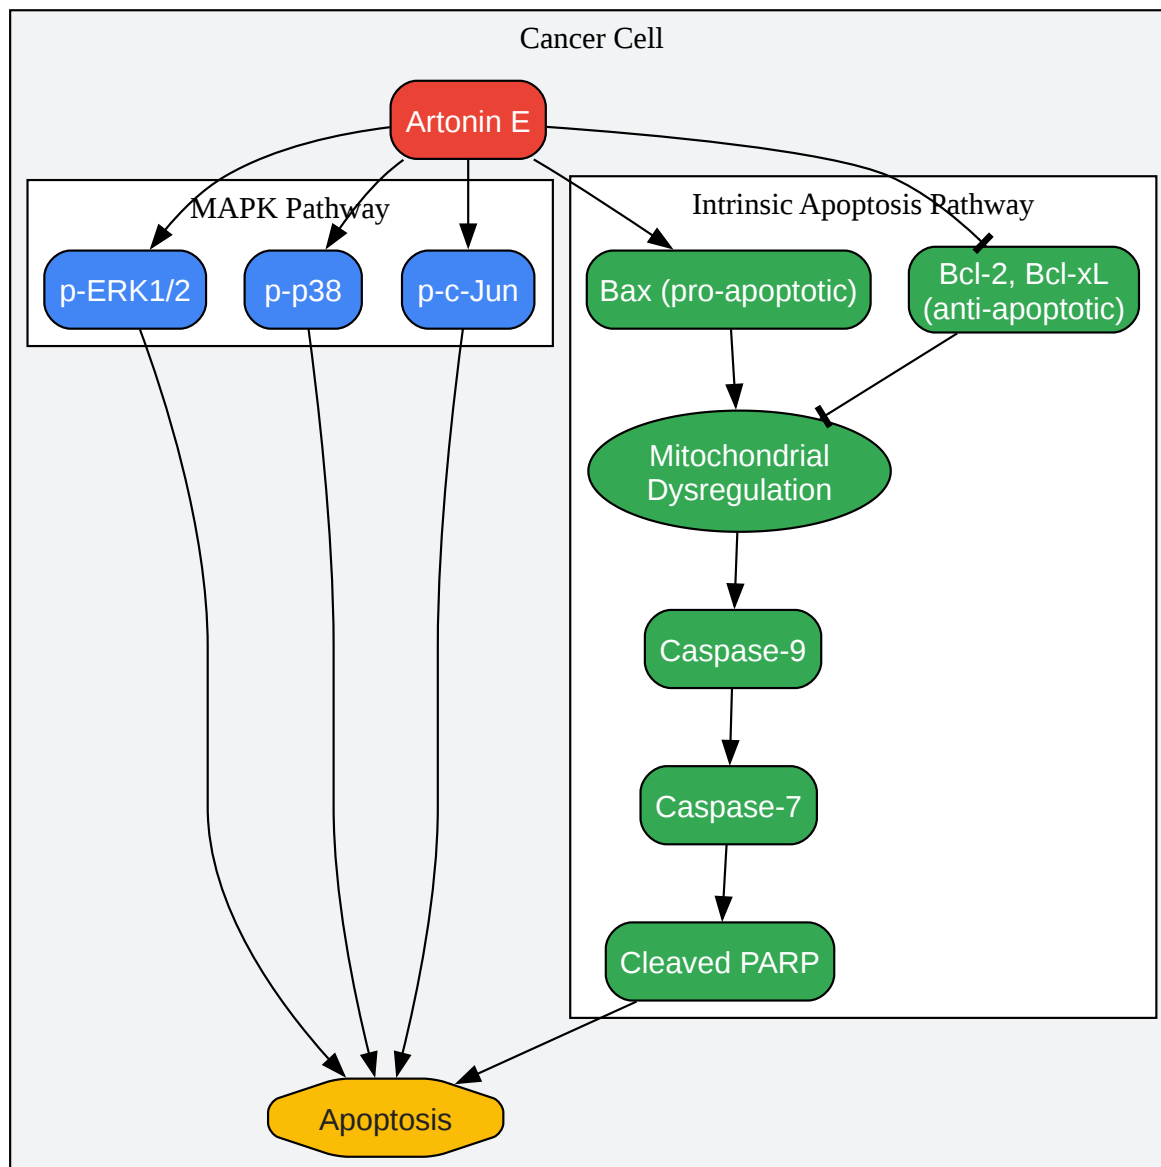 Cancer Cell
Artonin E
MAPK Pathway
Intrinsic Apoptosis Pathway
p-ERK1/2
p-p38
p-c-Jun
Bax (pro-apoptotic)
Bcl-2, Bcl-xL
(anti-apoptotic)
Mitochondrial
Dysregulation
Caspase-9
Caspase-7
Cleaved PARP
Apoptosis